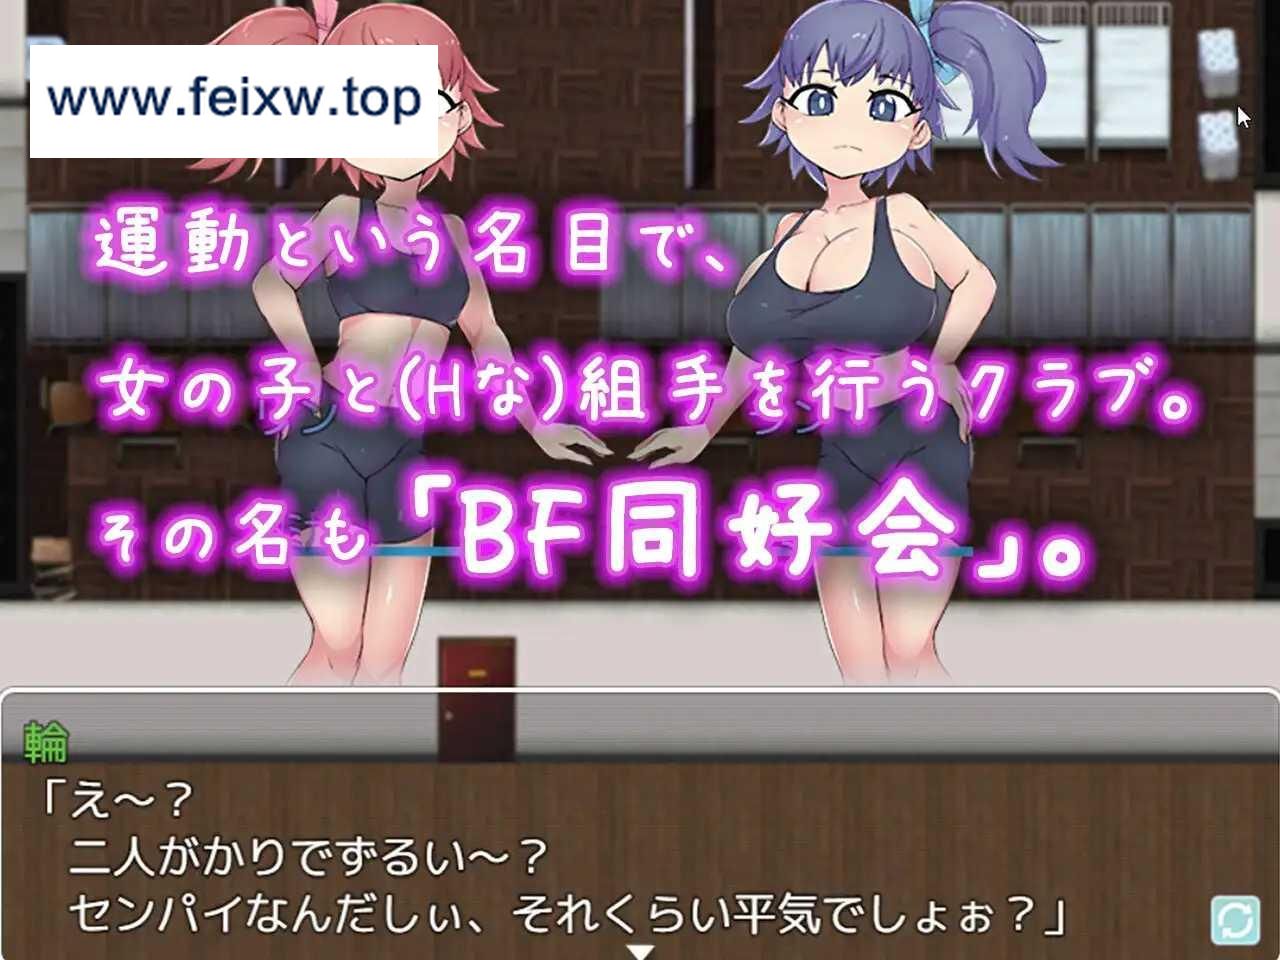 www.feixw.top
運動という名目で、
女の子と(Hな)組手を行うクラブ。
その名も「BF同好会」。
輪
「え～？
二人がかりでずるい～？
センパイなんだしぃ、それくらい平気でしょぉ？」